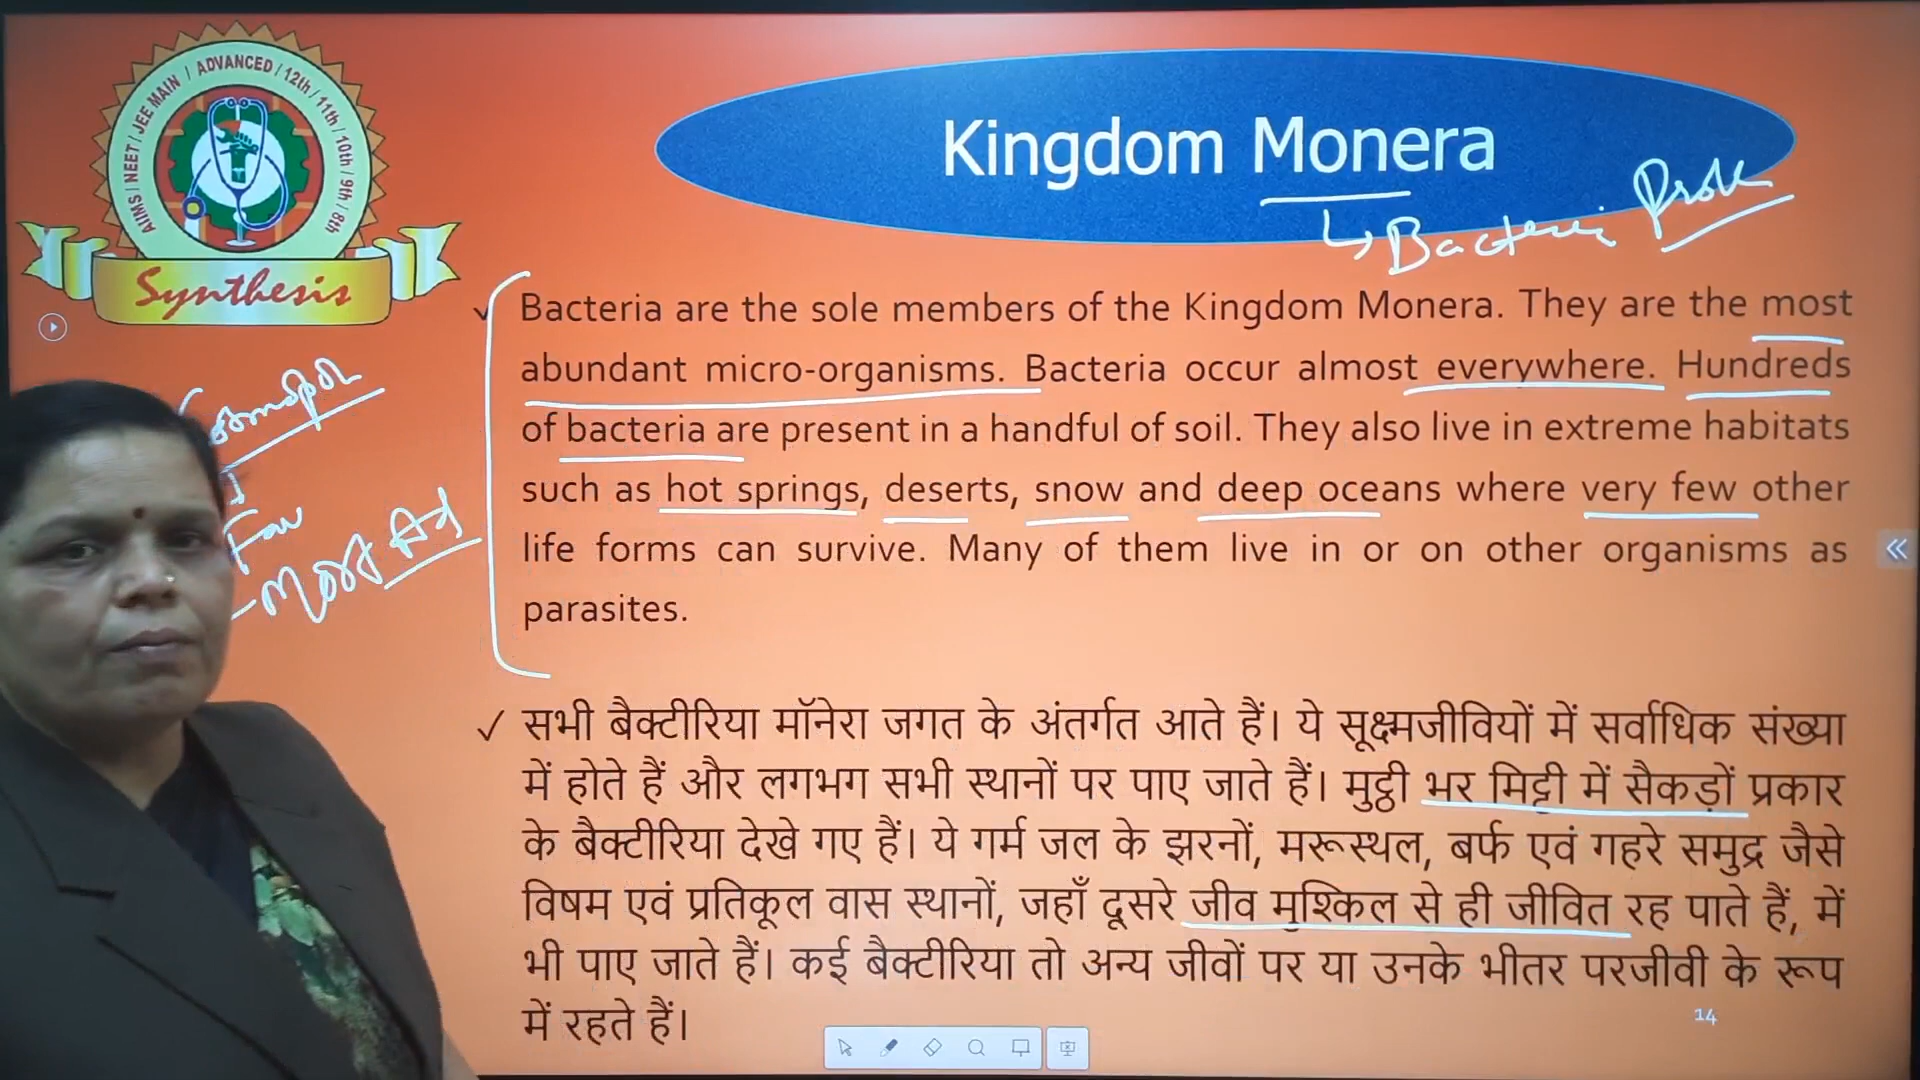 AIIMS / NEET / JEE MAIN / ADVANCED / 12th / 11th / 10th / 9th / 8th
Synthesis
Kingdom Monera
Bacteria
✓ Bacteria are the sole members of the Kingdom Monera. They are the most
abundant micro-organisms. Bacteria occur almost everywhere. Hundreds
of bacteria are present in a handful of soil. They also live in extreme habitats
such as hot springs, deserts, snow and deep oceans where very few other
life forms can survive. Many of them live in or on other organisms as
parasites.
✓ सभी बैक्टीरिया मॉनेरा जगत के अंतर्गत आते हैं। ये सूक्ष्मजीवियों में सर्वाधिक संख्या
में होते हैं और लगभग सभी स्थानों पर पाए जाते हैं। मुट्ठी भर मिट्टी में सैकड़ों प्रकार
के बैक्टीरिया देखे गए हैं। ये गर्म जल के झरनों, मरूस्थल, बर्फ एवं गहरे समुद्र जैसे
विषम एवं प्रतिकूल वास स्थानों, जहाँ दूसरे जीव मुश्किल से ही जीवित रह पाते हैं, में
भी पाए जाते हैं। कई बैक्टीरिया तो अन्य जीवों पर या उनके भीतर परजीवी के रूप
में रहते हैं।
14